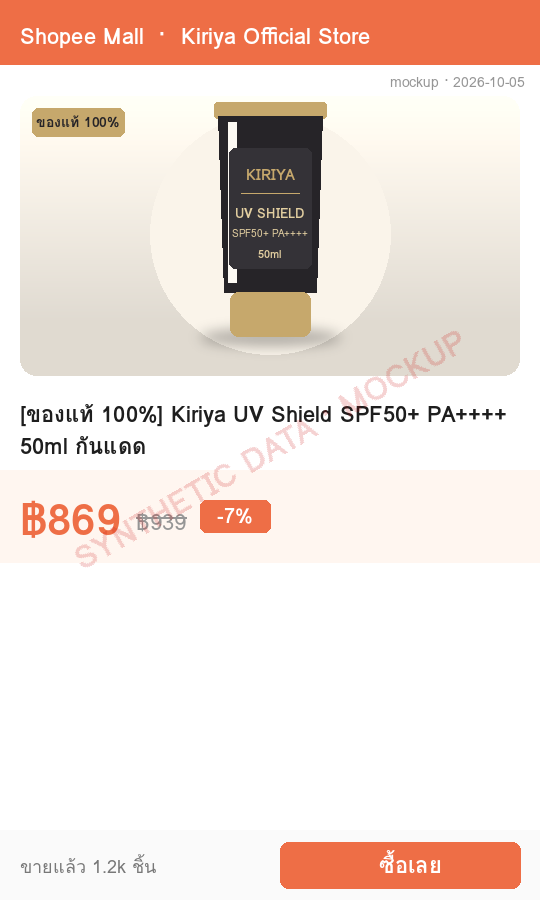 Shopee Mall · Kiriya Official Store
mockup · 2026-10-05
ของแท้ 100%
KIRIYA
UV SHIELD
SPF50+ PA++++
50ml
[ของแท้ 100%] Kiriya UV Shield SPF50+ PA++++
50ml กันแดด
฿869 ฿939 -7%
SYNTHETIC DATA · MOCKUP
ขายแล้ว 1.2k ชิ้น
ซื้อเลย